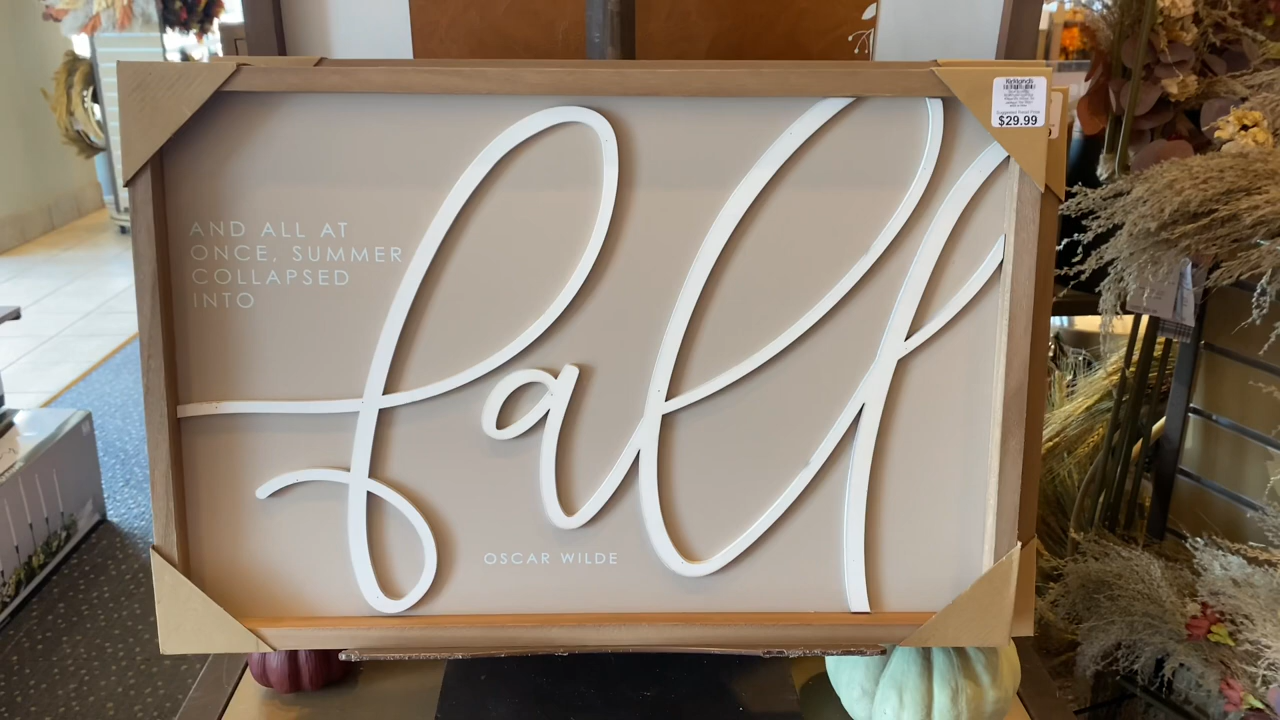 AND ALL AT
ONCE, SUMMER
COLLAPSED
INTO
fall
OSCAR WILDE
Kirkland's
$29.99